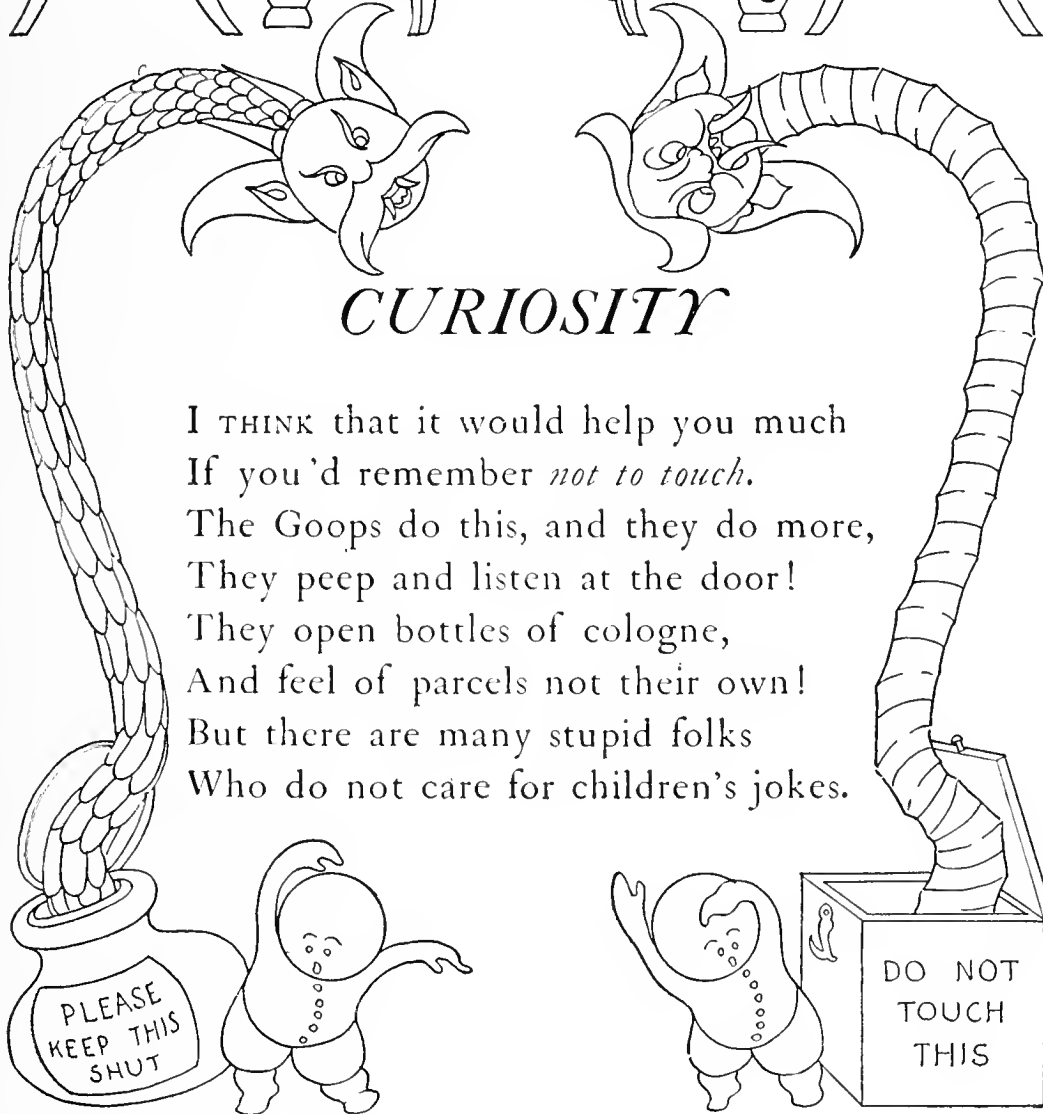 CURIOSITY
I THINK that it would help you much
If you'd remember not to touch.
The Goops do this, and they do more,
They peep and listen at the door!
They open bottles of cologne,
And feel of parcels not their own!
But there are many stupid folks
Who do not care for children's jokes.
PLEASE
KEEP THIS
SHUT
DO NOT
TOUCH
THIS